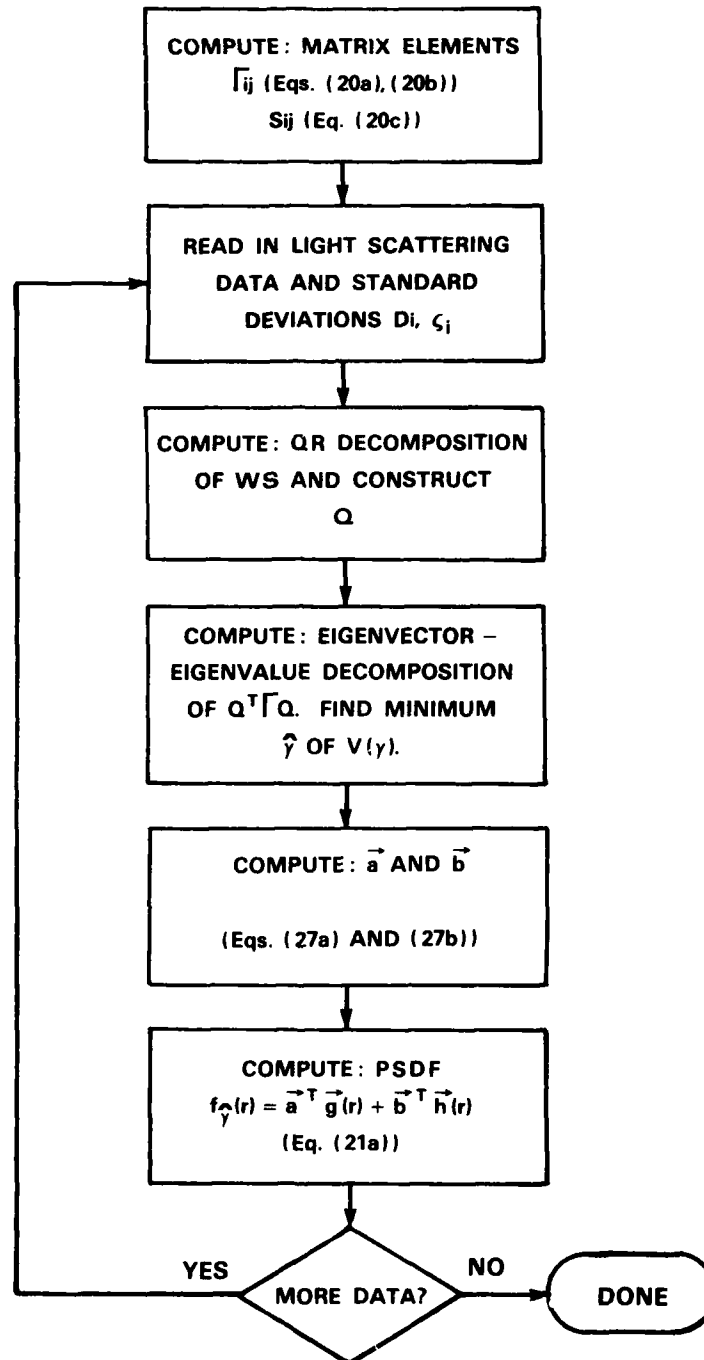 COMPUTE: MATRIX ELEMENTS
Γij (Eqs. (20a), (20b))
Sij (Eq. (20c))
READ IN LIGHT SCATTERING
DATA AND STANDARD
DEVIATIONS Di, ςi
COMPUTE: QR DECOMPOSITION
OF WS AND CONSTRUCT
Q
COMPUTE: EIGENVECTOR –
EIGENVALUE DECOMPOSITION
OF QᵀΓQ. FIND MINIMUM
γ̂ OF V(γ).
COMPUTE: a⃗ AND b⃗
(Eqs. (27a) AND (27b))
COMPUTE: PSDF
f_γ̂(r) = a⃗ᵀ g⃗(r) + b⃗ᵀ h⃗(r)
(Eq. (21a))
YES
MORE DATA?
NO
DONE